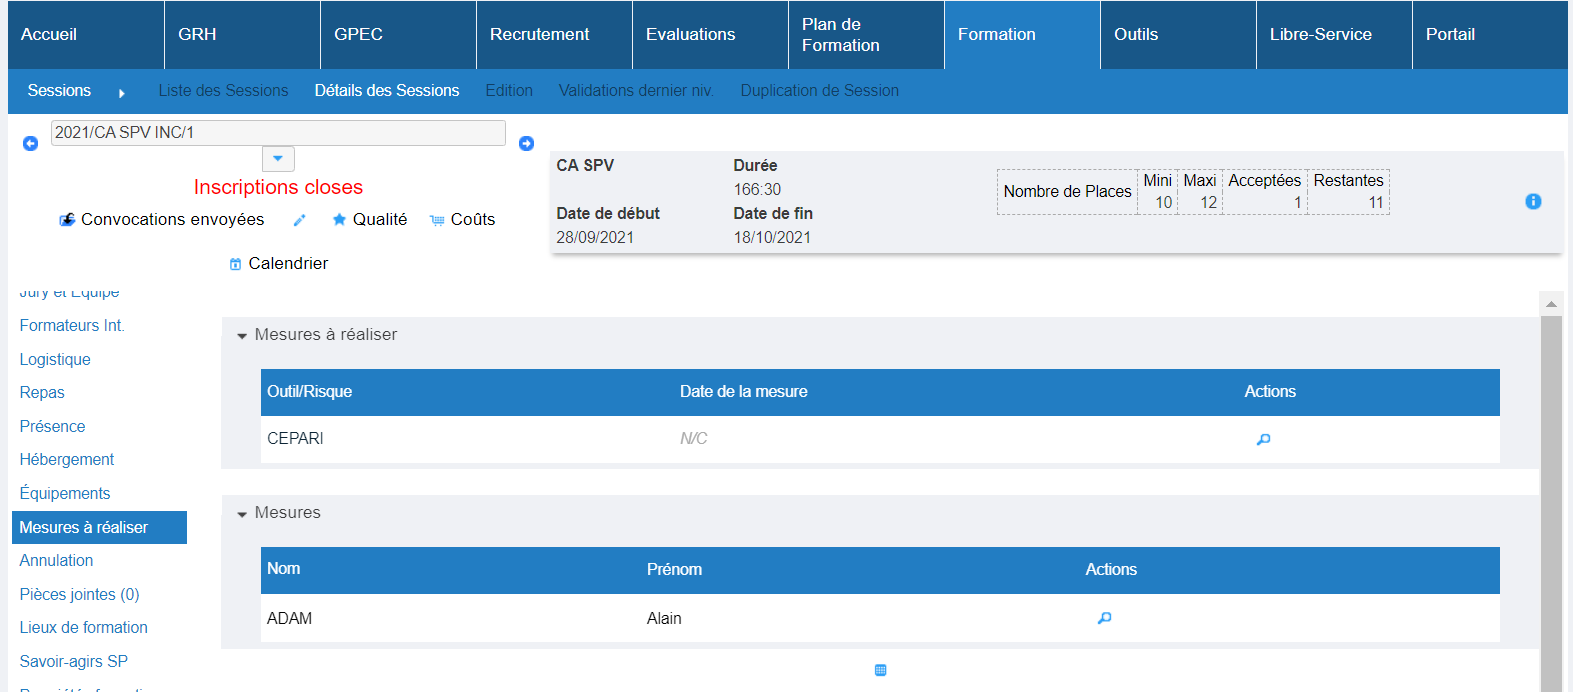 Accueil
GRH
GPEC
Recrutement
Evaluations
Plan de
Formation
Formation
Outils
Libre-Service
Portail
Sessions
Liste des Sessions
Détails des Sessions
Edition
Validations dernier niv.
Duplication de Session
2021/CA SPV INC/1
Inscriptions closes
Convocations envoyées
Qualité
Coûts
Calendrier
CA SPV
Durée
166:30
Date de début
Date de fin
28/09/2021
18/10/2021
Nombre de Places
Mini
Maxi
Acceptées
Restantes
10
12
1
11
Jury et Equipe
Formateurs Int.
Logistique
Repas
Présence
Hébergement
Équipements
Mesures à réaliser
Annulation
Pièces jointes (0)
Lieux de formation
Savoir-agirs SP
Mesures à réaliser
Outil/Risque
Date de la mesure
Actions
CEPARI
N/C
Mesures
Nom
Prénom
Actions
ADAM
Alain